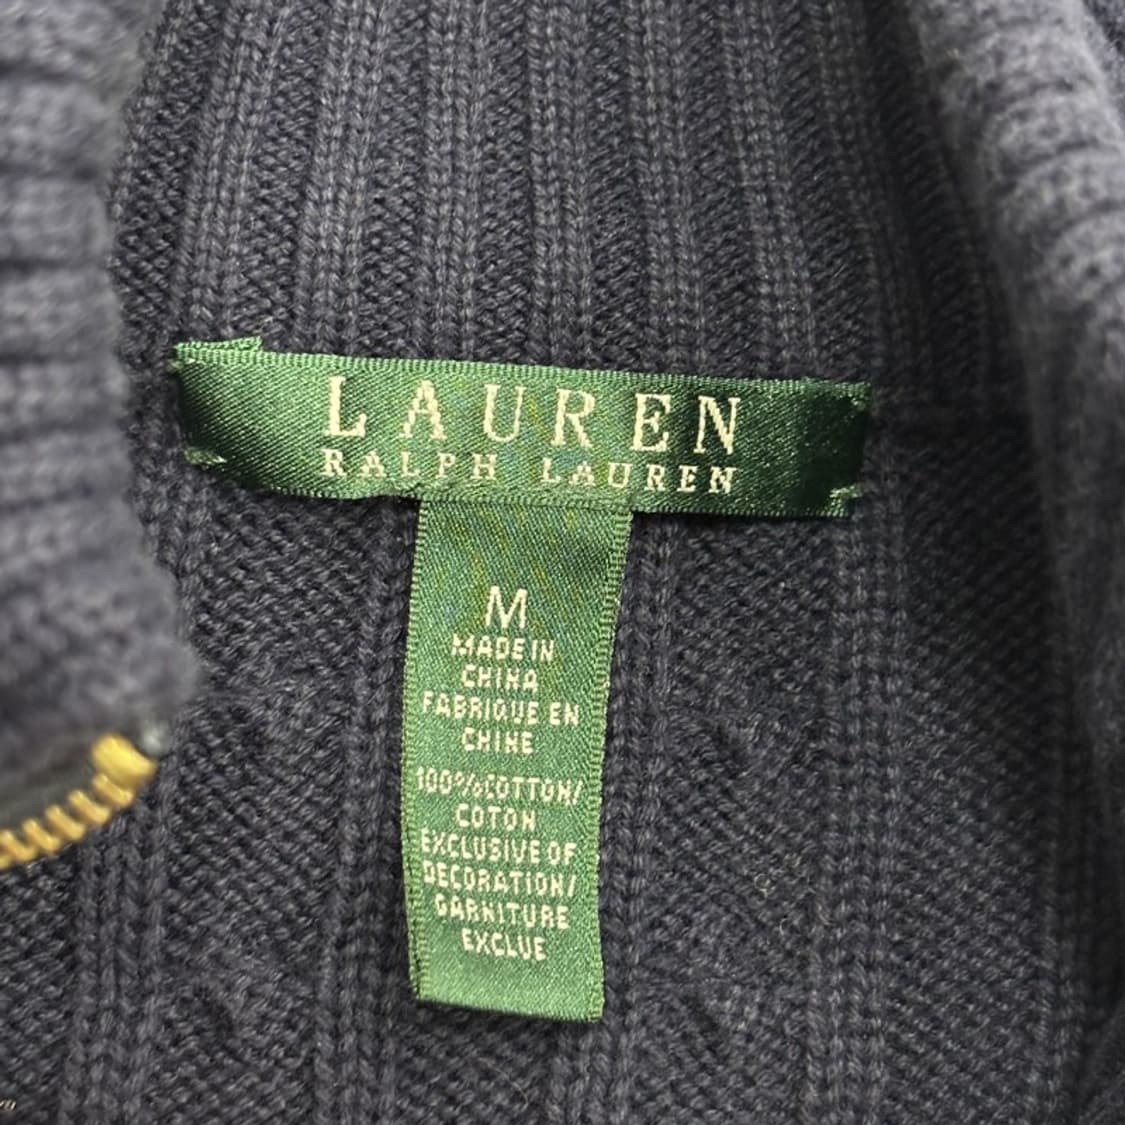 LAUREN
RALPH LAUREN
M
MADE IN
CHINA
FABRIQUE EN
CHINE
100% COTTON/
COTON
EXCLUSIVE OF
DECORATION/
GARNITURE
EXCLUE